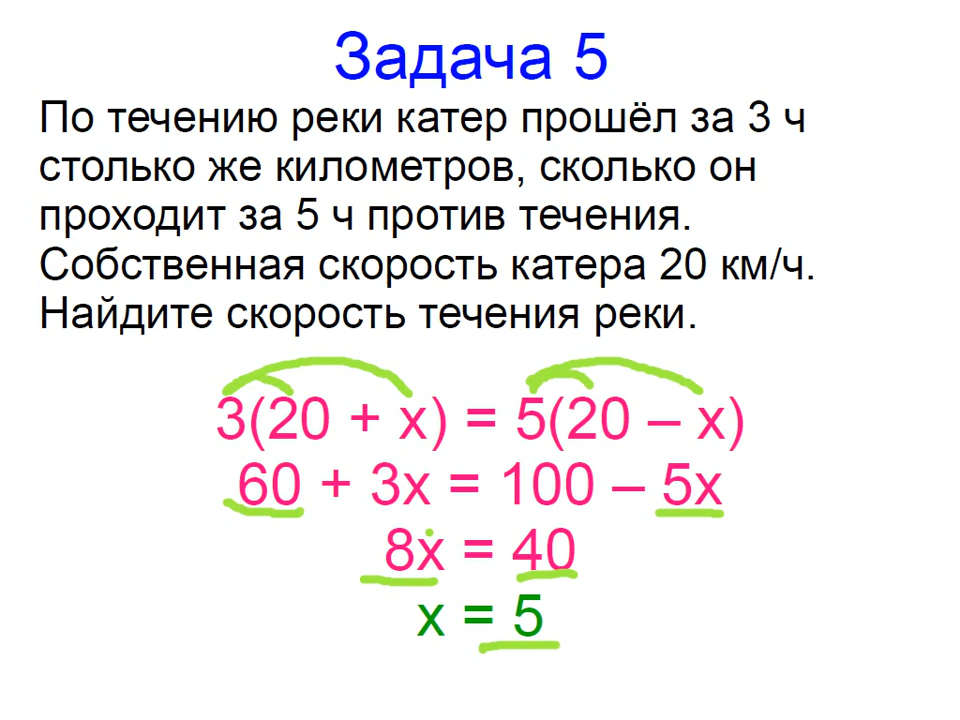 Задача 5
По течению реки катер прошёл за 3 ч
столько же километров, сколько он
проходит за 5 ч против течения.
Собственная скорость катера 20 км/ч.
Найдите скорость течения реки.
3(20 + x) = 5(20 – x)
60 + 3x = 100 – 5x
8x = 40
x = 5